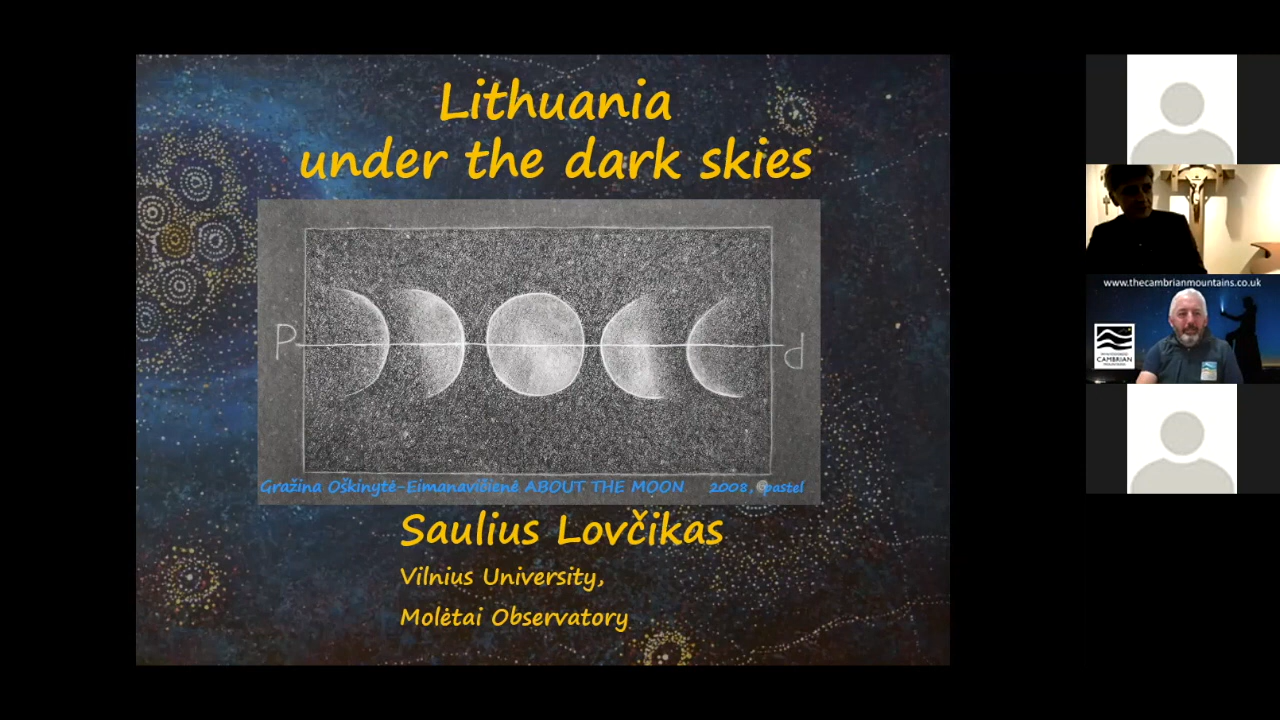 Lithuania
under the dark skies
P
d
Gražina Oškinytė-Eimanavičienė ABOUT THE MOON 2008, pastel
Saulius Lovčikas
Vilnius University,
Molėtai Observatory
www.thecambrianmountains.co.uk
CAMBRIAN